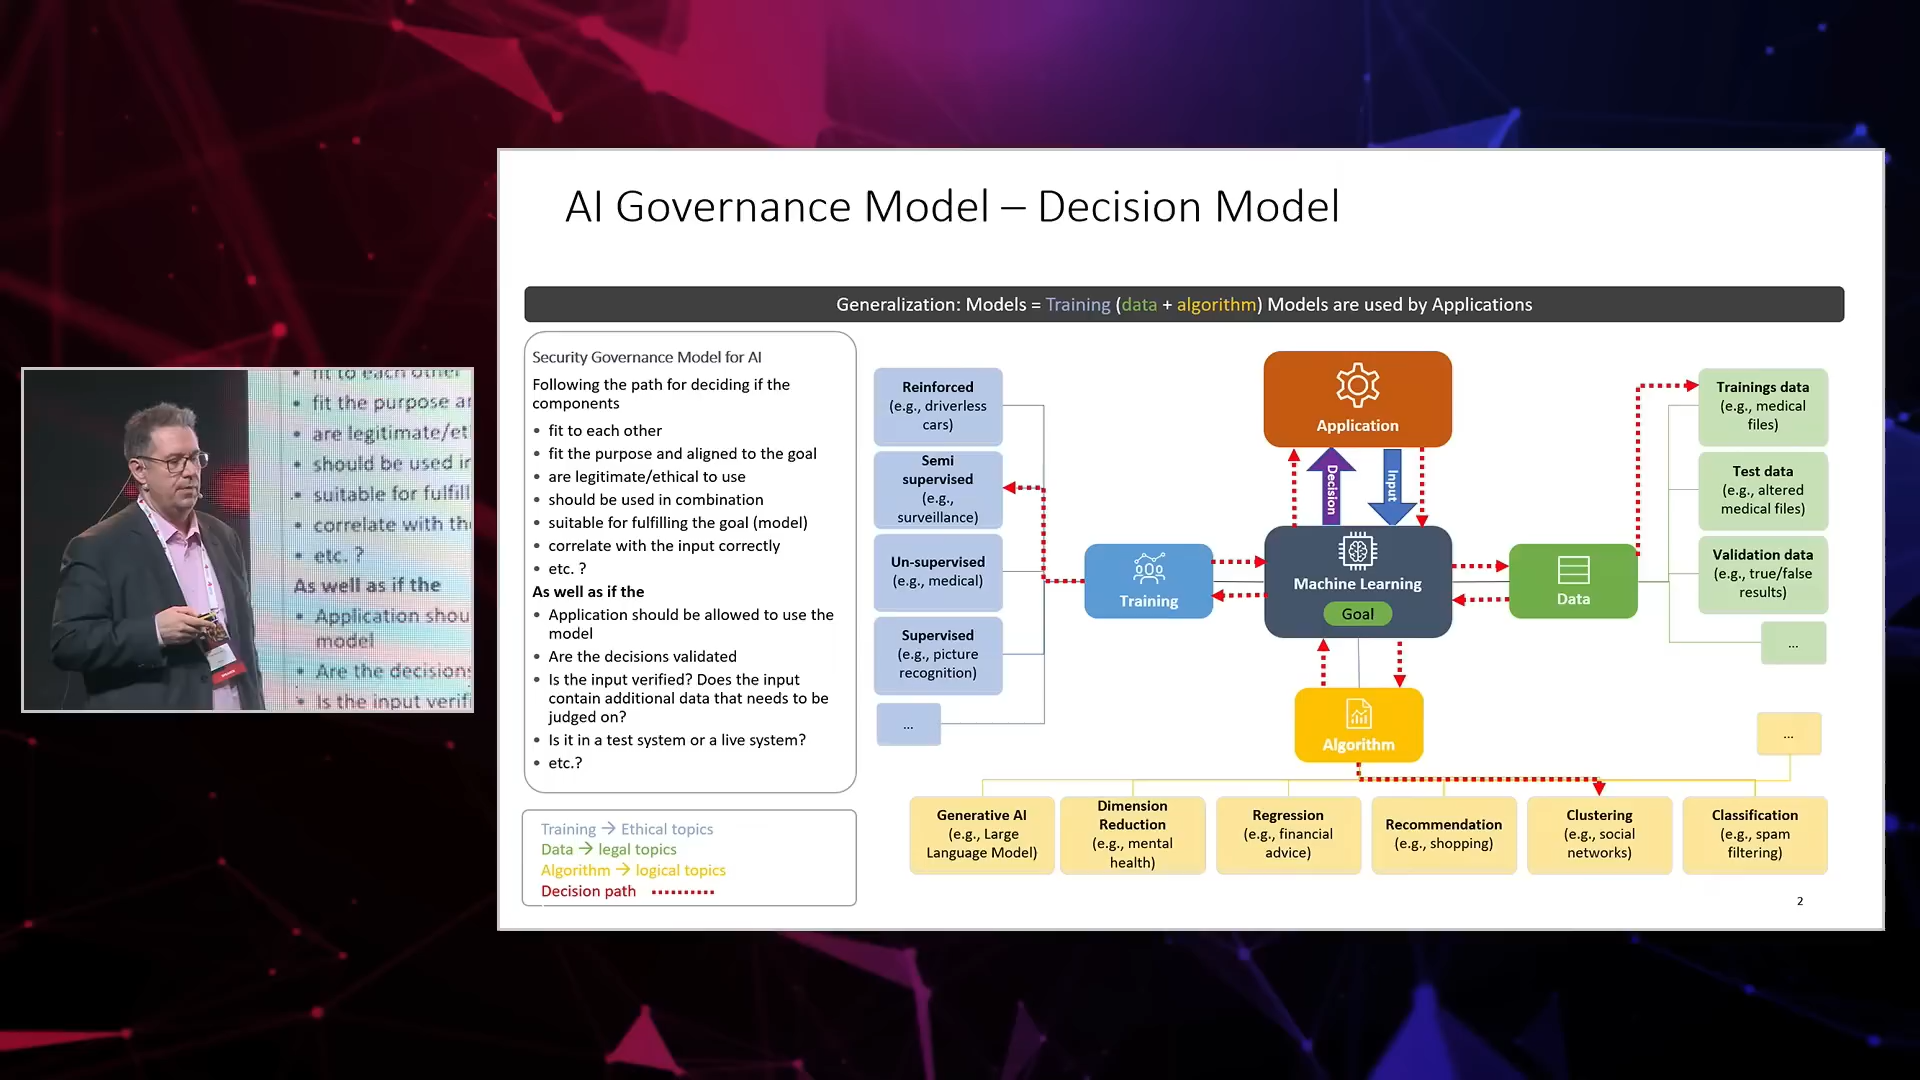 AI Governance Model – Decision Model
Generalization: Models = Training (data + algorithm) Models are used by Applications
Security Governance Model for AI
Following the path for deciding if the
components
• fit to each other
• fit the purpose and aligned to the goal
• are legitimate/ethical to use
• should be used in combination
• suitable for fulfilling the goal (model)
• correlate with the input correctly
• etc. ?
As well as if the
• Application should be allowed to use the
model
• Are the decisions validated
• Is the input verified? Does the input
contain additional data that needs to be
judged on?
• Is it in a test system or a live system?
• etc.?
Training → Ethical topics
Data → legal topics
Algorithm → logical topics
Decision path
Reinforced
(e.g., driverless
cars)
Semi
supervised
(e.g.,
surveillance)
Un-supervised
(e.g., medical)
Supervised
(e.g., picture
recognition)
...
Training
Application
Decision
Input
Machine Learning
Goal
Algorithm
Data
Trainings data
(e.g., medical
files)
Test data
(e.g., altered
medical files)
Validation data
(e.g., true/false
results)
...
...
Generative AI
(e.g., Large
Language Model)
Dimension
Reduction
(e.g., mental
health)
Regression
(e.g., financial
advice)
Recommendation
(e.g., shopping)
Clustering
(e.g., social
networks)
Classification
(e.g., spam
filtering)
2
• fit to each other
• fit the purpose
• are legitimate/et
• should be used in
• suitable for fulfill
• correlate with the
• etc. ?
As well as if the
• Application shou
model
• Are the decisions
• Is the input verifi